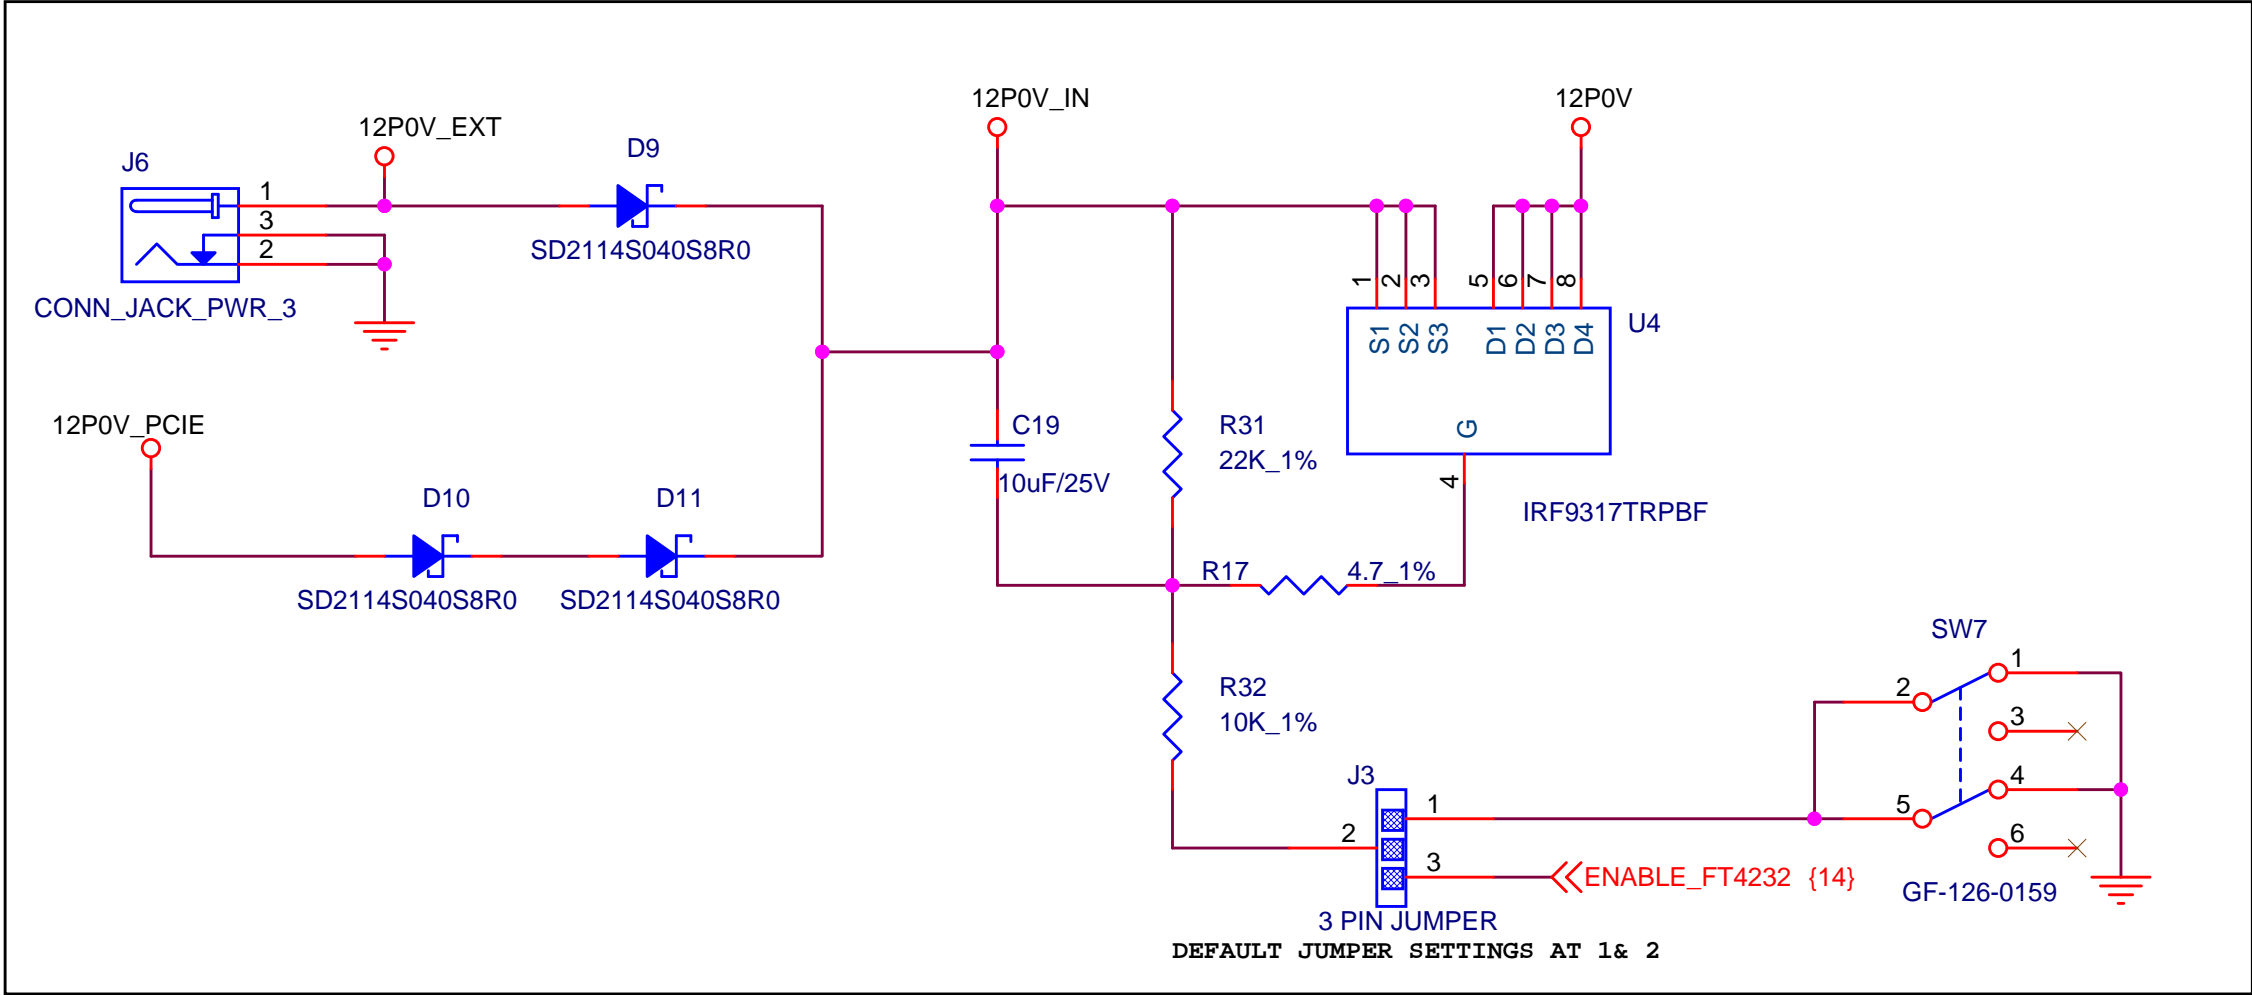 12P0V_IN
12P0V
12P0V_EXT
D9
J6
1
3
2
SD2114S040S8R0
CONN_JACK_PWR_3
1
2
3
5
6
7
8
S1
S2
S3
D1
D2
D3
D4
U4
G
4
IRF9317TRPBF
12P0V_PCIE
C19
10uF/25V
R31
22K_1%
D10
D11
SD2114S040S8R0
SD2114S040S8R0
R17
4.7_1%
R32
10K_1%
SW7
1
2
3
4
5
6
GF-126-0159
J3
1
2
3
ENABLE_FT4232 {14}
3 PIN JUMPER
DEFAULT JUMPER SETTINGS AT 1& 2